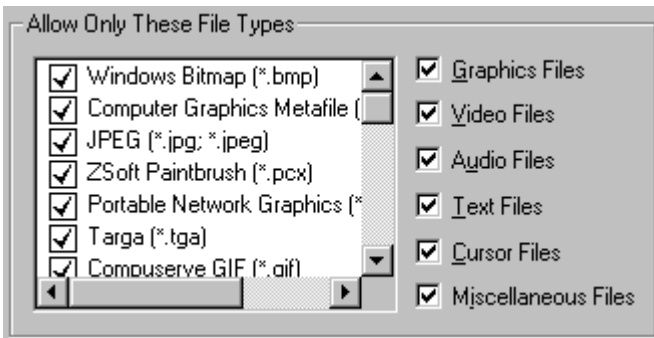 Allow Only These File Types
Windows Bitmap (*.bmp)
Computer Graphics Metafile (
JPEG (*.jpg; *.jpeg)
ZSoft Paintbrush (*.pcx)
Portable Network Graphics (*
Targa (*.tga)
Compuserve GIF (*.gif)
Graphics Files
Video Files
Audio Files
Text Files
Cursor Files
Miscellaneous Files